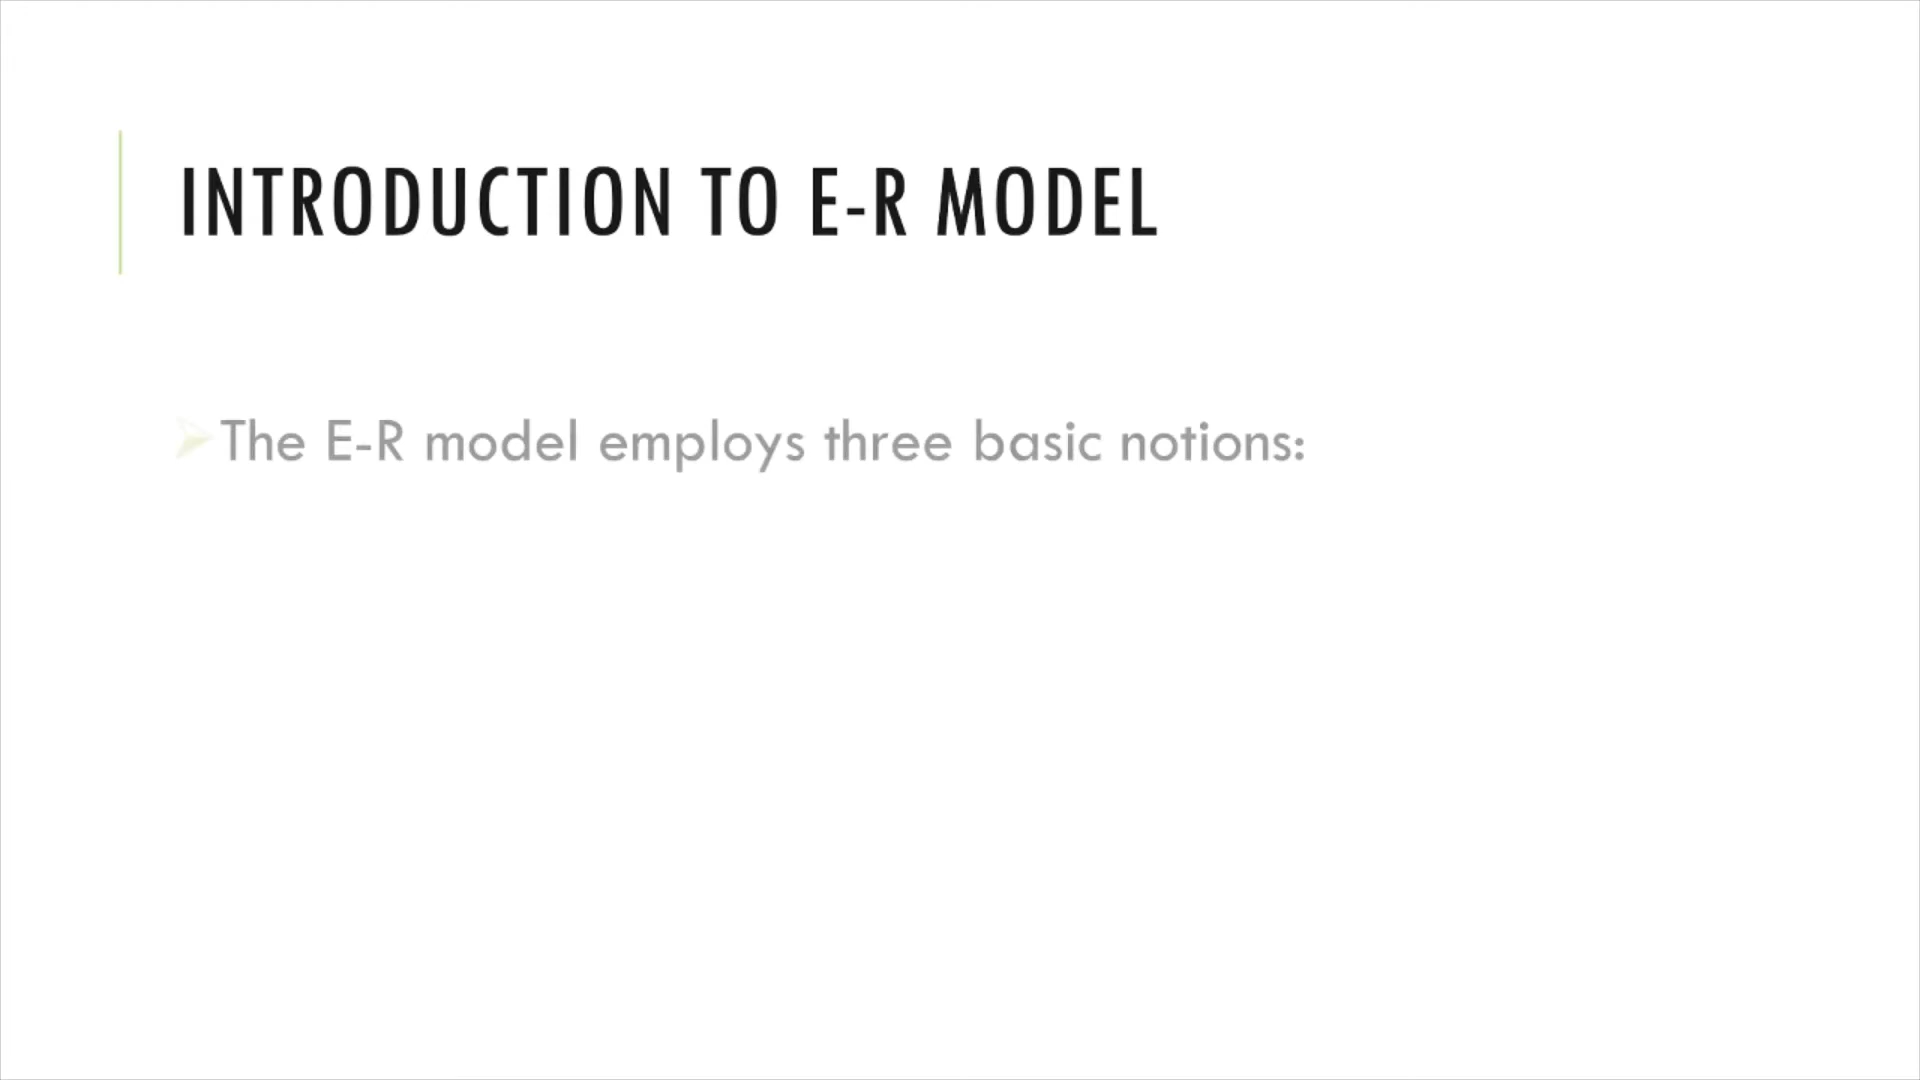 INTRODUCTION TO E-R MODEL
The E-R model employs three basic notions: